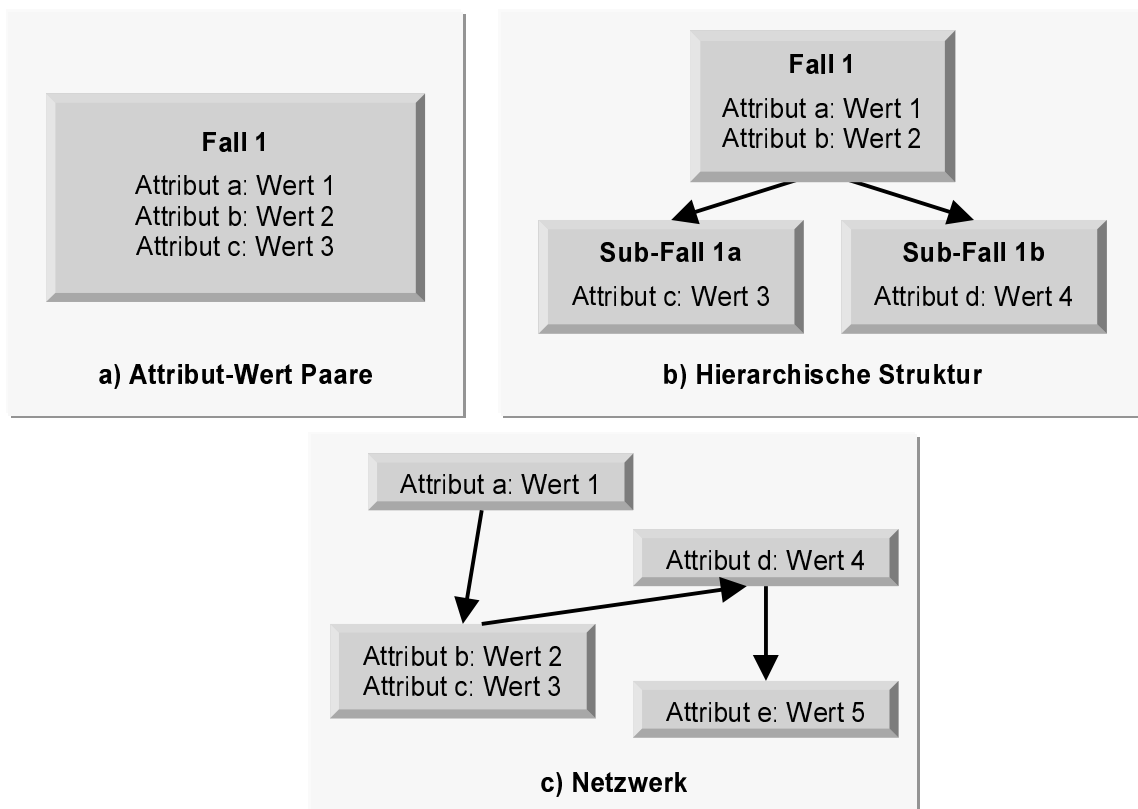 Fall 1
Attribut a: Wert 1
Attribut b: Wert 2
Attribut c: Wert 3
a) Attribut-Wert Paare
Fall 1
Attribut a: Wert 1
Attribut b: Wert 2
Sub-Fall 1a
Attribut c: Wert 3
Sub-Fall 1b
Attribut d: Wert 4
b) Hierarchische Struktur
Attribut a: Wert 1
Attribut d: Wert 4
Attribut b: Wert 2
Attribut c: Wert 3
Attribut e: Wert 5
c) Netzwerk